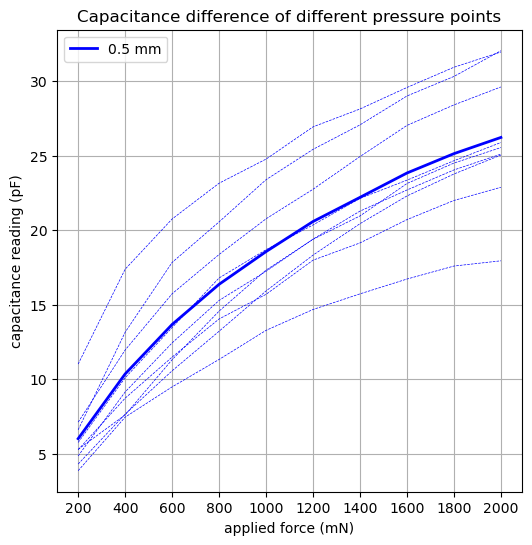 Capacitance difference of different pressure points
0.5 mm
30
25
20
15
10
5
capacitance reading (pF)
200 400 600 800 1000 1200 1400 1600 1800 2000
applied force (mN)